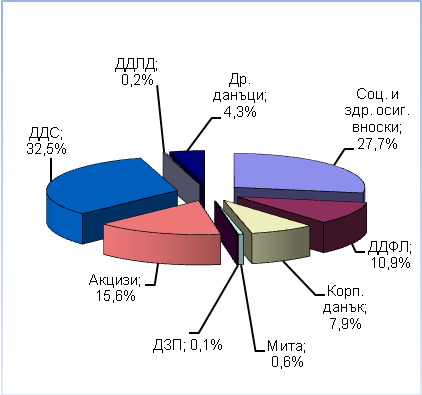 ДДПД;
0,2%
Др.
данъци;
4,3%
Соц. и
здр. осиг.
вноски;
27,7%
ДДС;
32,5%
ДДФЛ;
10,9%
Акцизи;
15,6%
Корп.
данък;
7,9%
ДЗП; 0,1%
Мита;
0,6%